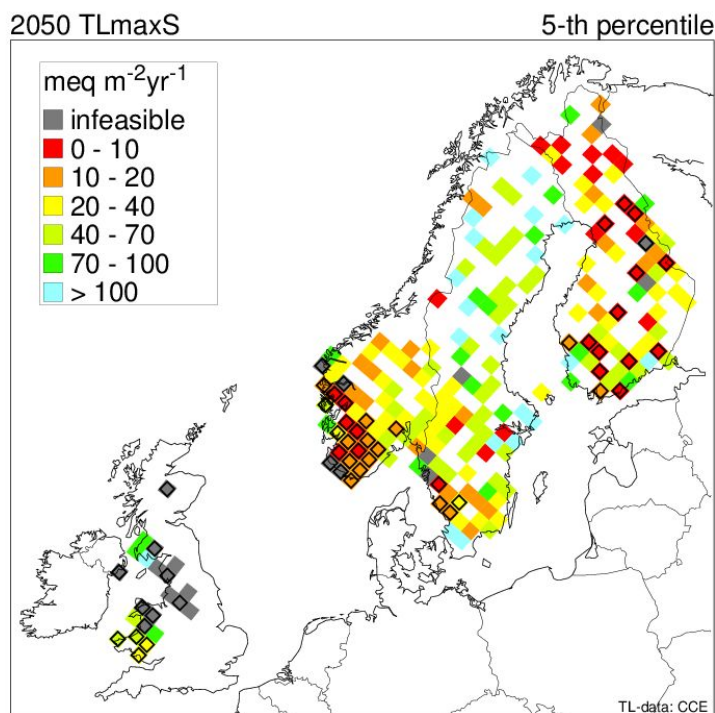 2050 TLmaxS 5-th percentile
meq m⁻²yr⁻¹
infeasible
0 - 10
10 - 20
20 - 40
40 - 70
70 - 100
> 100
TL-data: CCE